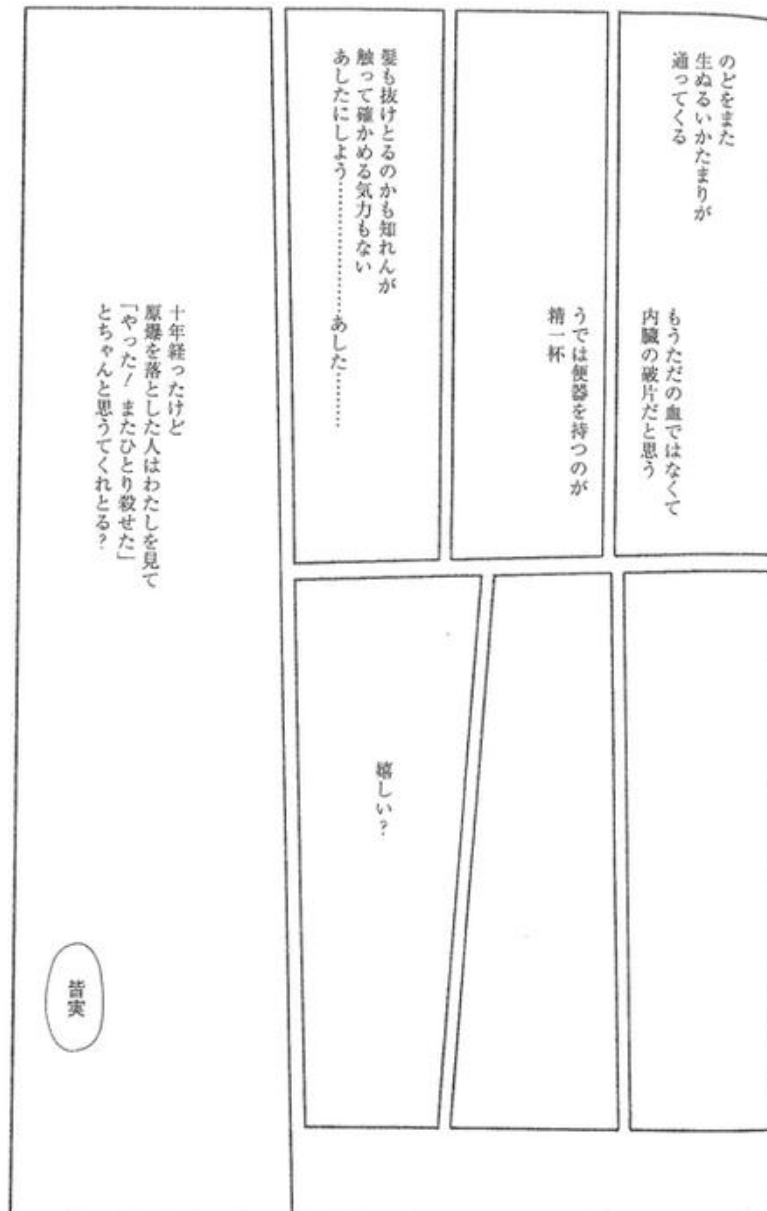 のどをまた
生ぬるいかたまりが
通ってくる
もうただの血ではなくて
内臓の破片だと思う
うでは便器を持つのが
精一杯
髪も抜けとるのかも知れんが
触って確かめる気力もない
あしたにしよう…………………あした………
嬉しい?
十年経ったけど
原爆を落とした人はわたしを見て
「やった! またひとり殺せた」
とちゃんと思うてくれとる?
皆実